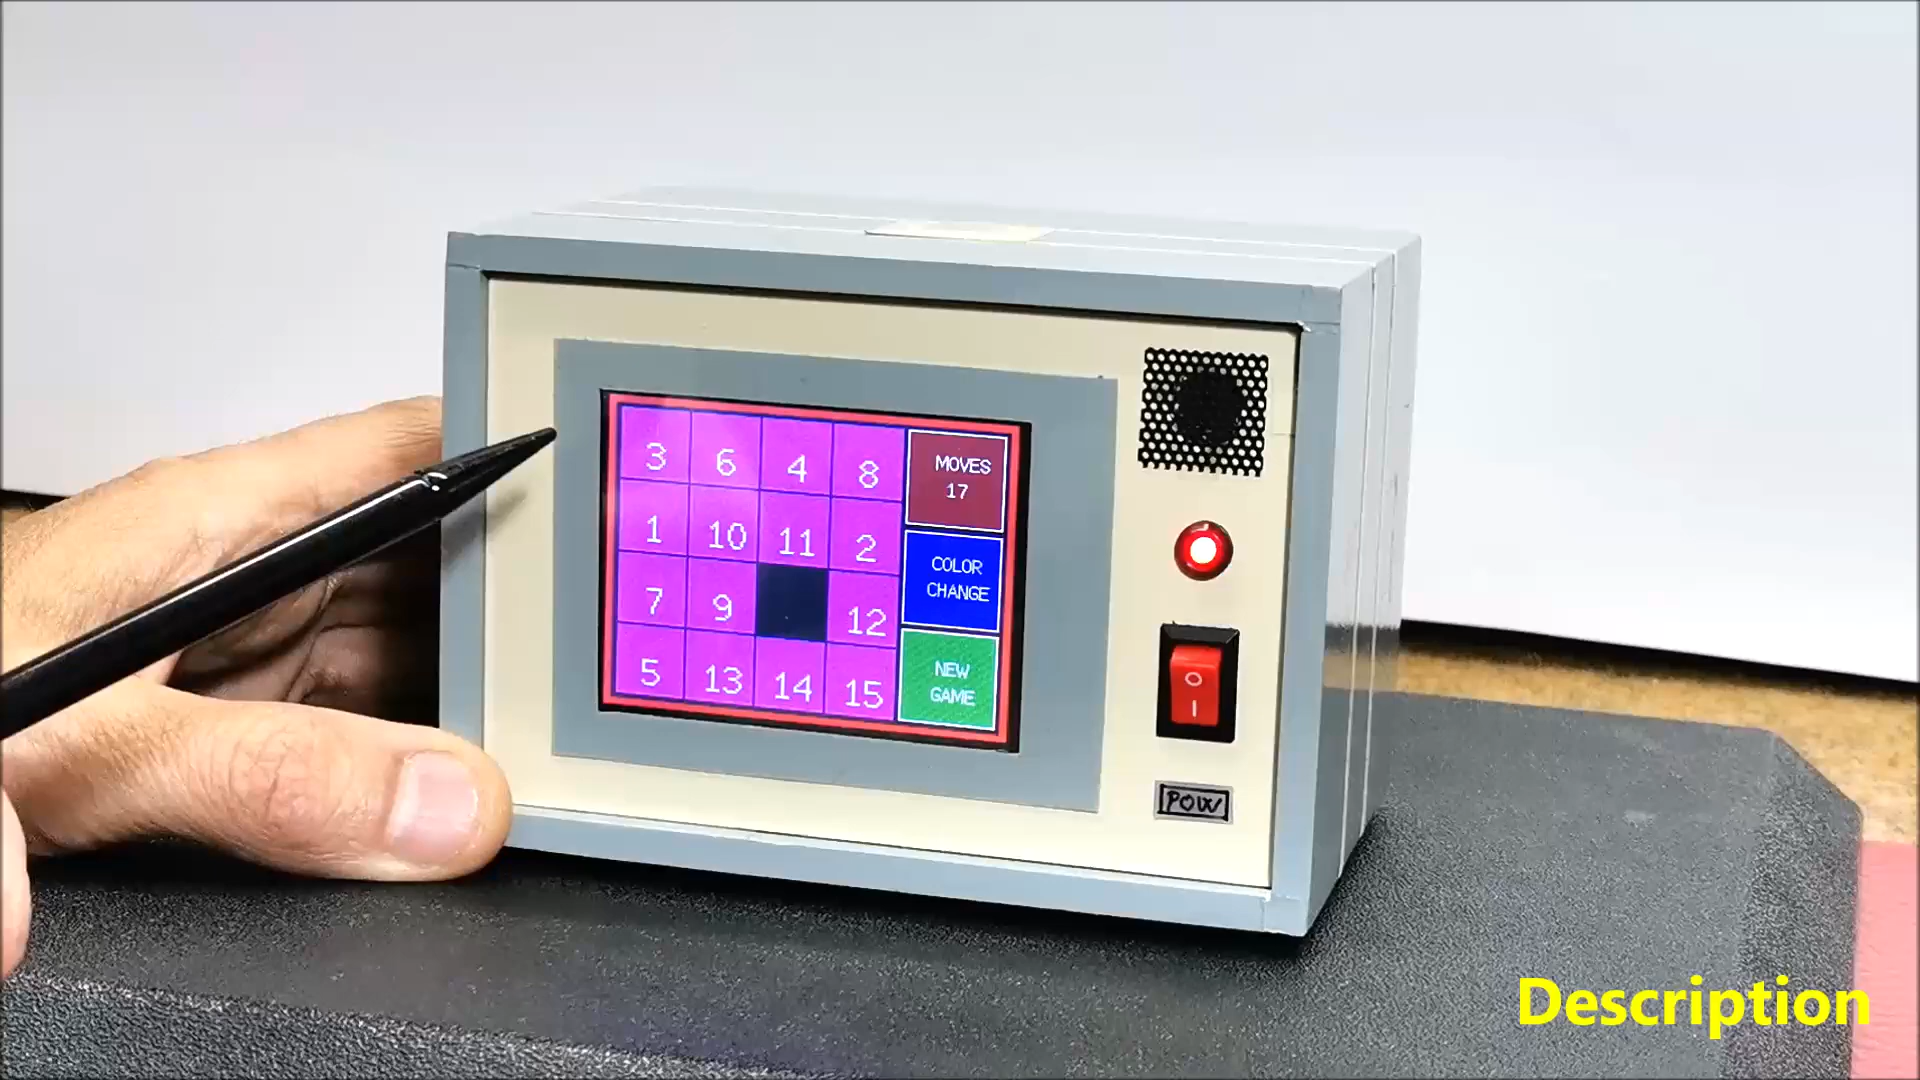 3 6 4 8
1 10 11 2
7 9 12
5 13 14 15
MOVES
17
COLOR
CHANGE
NEW
GAME
O
I
POW
Description